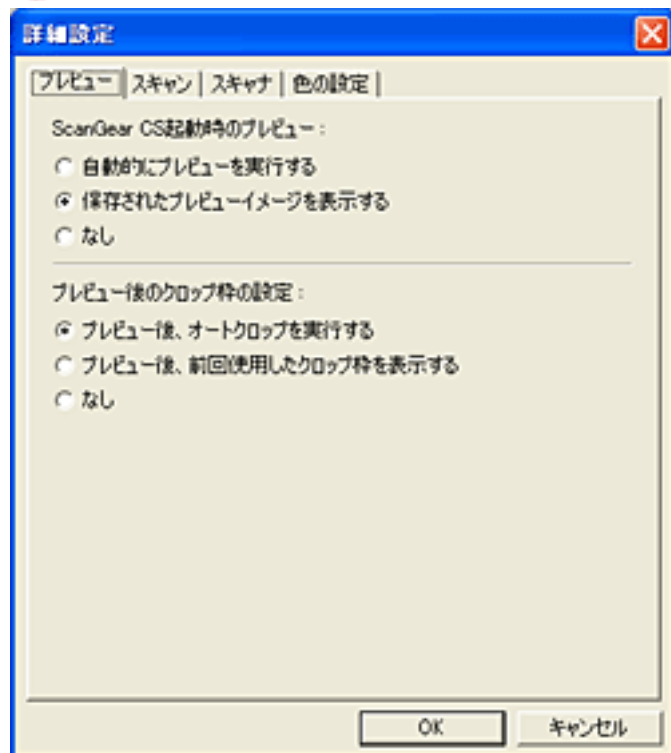 詳細設定
プレビュー スキャン スキャナ 色の設定
ScanGear CS起動時のプレビュー：
自動的にプレビューを実行する
保存されたプレビューイメージを表示する
なし
プレビュー後のクロップ枠の設定：
プレビュー後、オートクロップを実行する
プレビュー後、前回使用したクロップ枠を表示する
なし
OK キャンセル